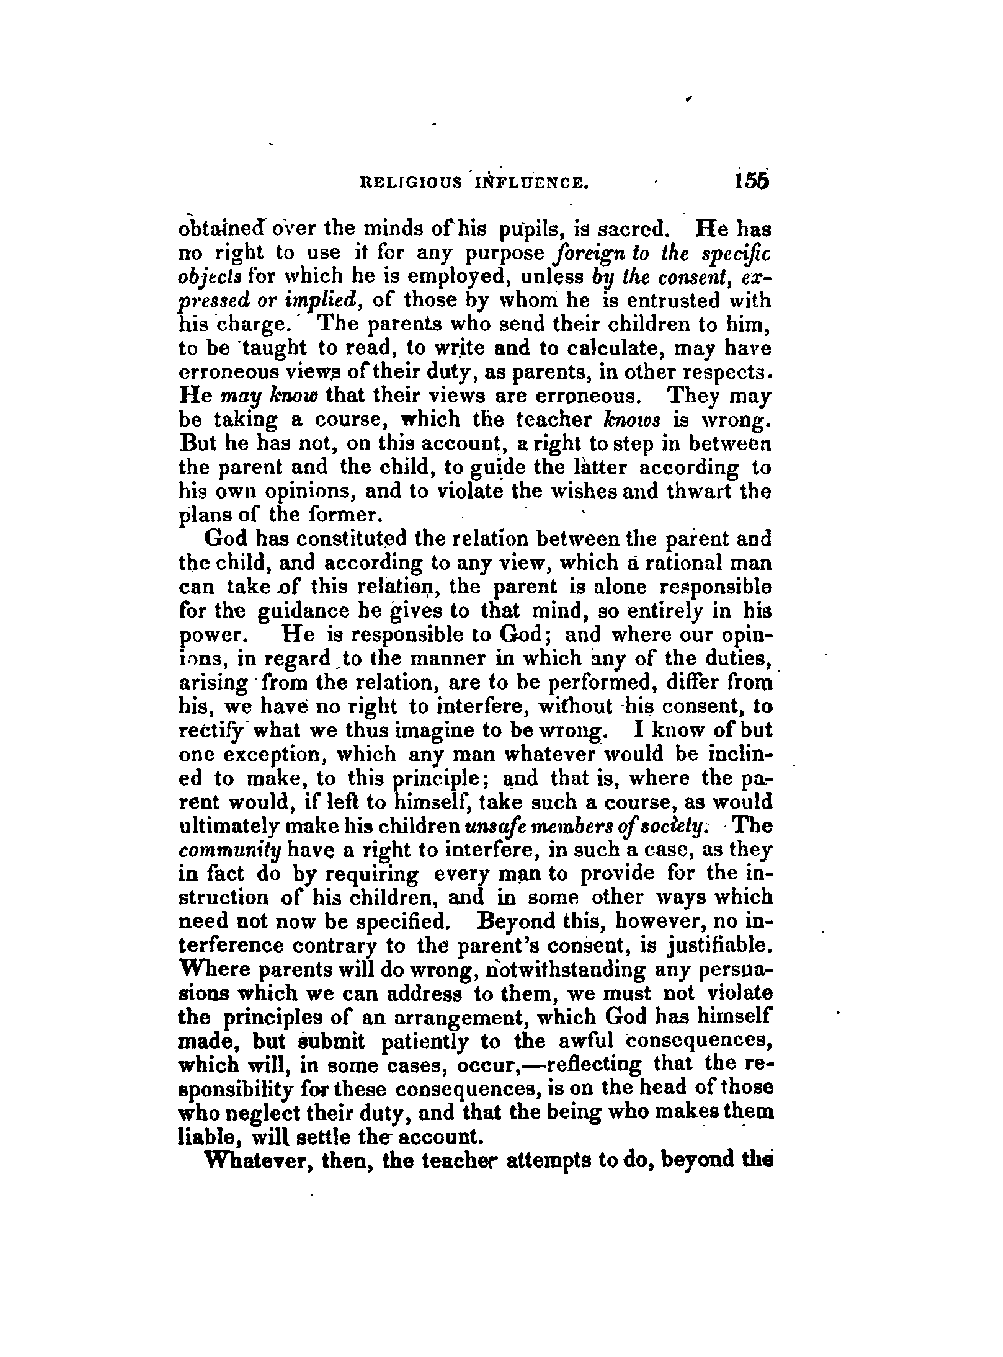 RELIGIOUS INFLUENCE. 155
obtained over the minds of his pupils, is sacred. He has
no right to use it for any purpose foreign to the specific
objects for which he is employed, unless by the consent, ex-
pressed or implied, of those by whom he is entrusted with
his charge. The parents who send their children to him,
to be taught to read, to write and to calculate, may have
erroneous views of their duty, as parents, in other respects.
He may know that their views are erroneous. They may
be taking a course, which the teacher knows is wrong.
But he has not, on this account, a right to step in between
the parent and the child, to guide the latter according to
his own opinions, and to violate the wishes and thwart the
plans of the former.
God has constituted the relation between the parent and
the child, and according to any view, which a rational man
can take of this relation, the parent is alone responsible
for the guidance he gives to that mind, so entirely in his
power. He is responsible to God; and where our opin-
ions, in regard to the manner in which any of the duties,
arising from the relation, are to be performed, differ from
his, we have no right to interfere, without his consent, to
rectify what we thus imagine to be wrong. I know of but
one exception, which any man whatever would be inclin-
ed to make, to this principle; and that is, where the pa-
rent would, if left to himself, take such a course, as would
ultimately make his children unsafe members of society. The
community have a right to interfere, in such a case, as they
in fact do by requiring every man to provide for the in-
struction of his children, and in some other ways which
need not now be specified. Beyond this, however, no in-
terference contrary to the parent's consent, is justifiable.
Where parents will do wrong, notwithstanding any persua-
sions which we can address to them, we must not violate
the principles of an arrangement, which God has himself
made, but submit patiently to the awful consequences,
which will, in some cases, occur,—reflecting that the re-
sponsibility for these consequences, is on the head of those
who neglect their duty, and that the being who makes them
liable, will settle the account.
Whatever, then, the teacher attempts to do, beyond the